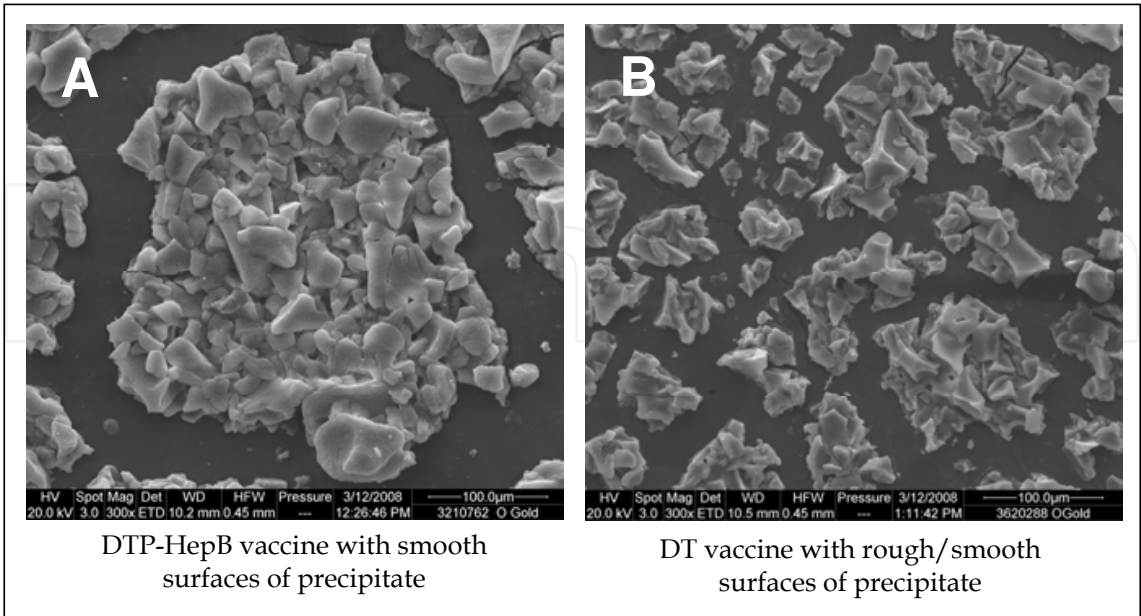 A
HV Spot Mag Det WD HFW Pressure 3/12/2008 100.0µm
20.0 kV 3.0 300x ETD 10.2 mm 0.45 mm --- 12:26:46 PM 3210762 O Gold
DTP-HepB vaccine with smooth
surfaces of precipitate
B
HV Spot Mag Det WD HFW Pressure 3/12/2008 100.0µm
20.0 kV 3.0 300x ETD 10.5 mm 0.45 mm --- 1:11:42 PM 3620288 OGold
DT vaccine with rough/smooth
surfaces of precipitate